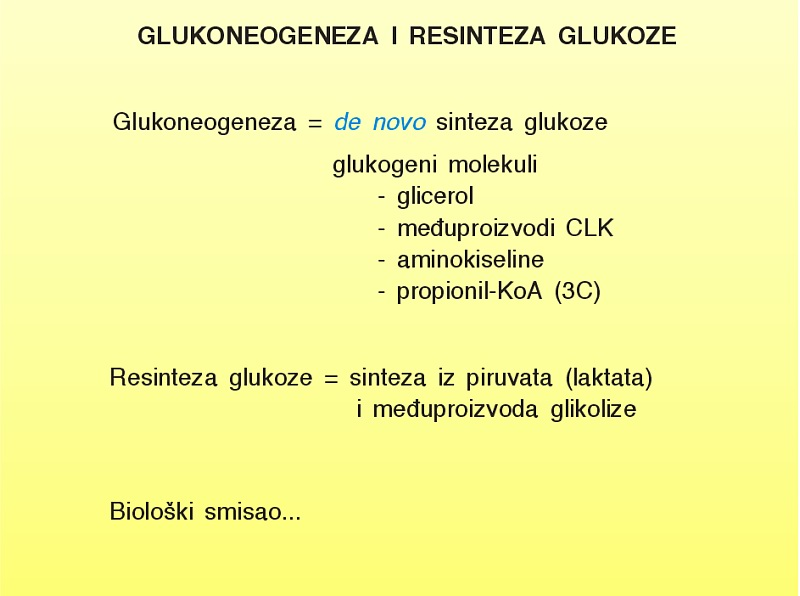 GLUKONEOGENEZA I RESINTEZA GLUKOZE
Glukoneogeneza = de novo sinteza glukoze
glukogeni molekuli
- glicerol
- međuproizvodi CLK
- aminokiseline
- propionil-KoA (3C)
Resinteza glukoze = sinteza iz piruvata (laktata)
i međuproizvoda glikolize
Biološki smisao...